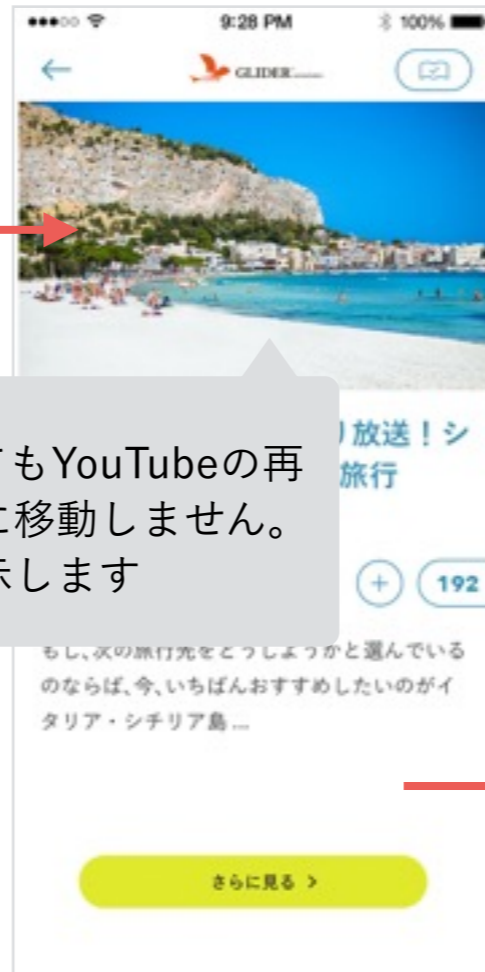 9:28 PM
100%
GLIDER
放送！シ
旅行
てもYouTubeの再
に移動しません。
示します
192
もし、次の旅行先をどうしようかと選んでいる
のならば、今、いちばんおすすめしたいのがイ
タリア・シチリア島...
さらに見る >